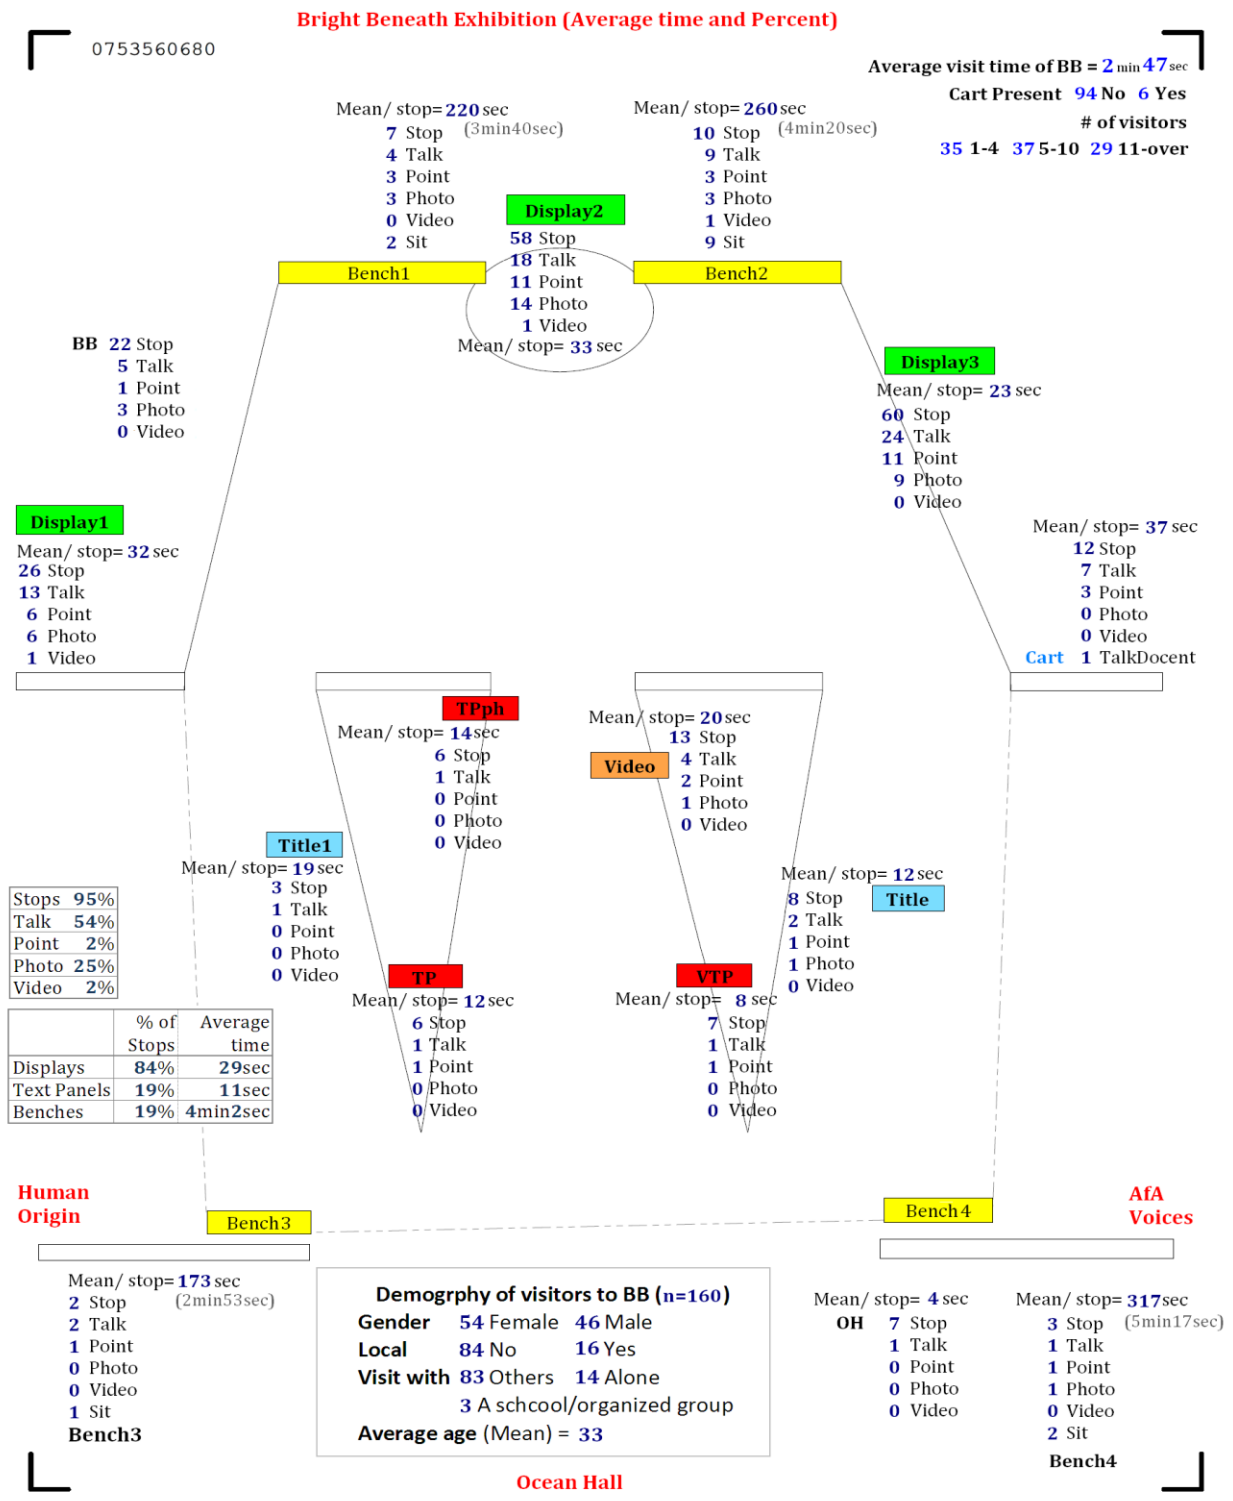 Bright Beneath Exhibition (Average time and Percent)
0753560680
Average visit time of BB = 2 min 47 sec
Cart Present 94 No 6 Yes
# of visitors
35 1-4 37 5-10 29 11-over
Mean/ stop= 220 sec
(3min40sec)
7 Stop
4 Talk
3 Point
3 Photo
0 Video
2 Sit
Bench1
Mean/ stop= 260 sec
(4min20sec)
10 Stop
9 Talk
3 Point
3 Photo
1 Video
9 Sit
Bench2
Display2
58 Stop
18 Talk
11 Point
14 Photo
1 Video
Mean/ stop= 33 sec
BB 22 Stop
5 Talk
1 Point
3 Photo
0 Video
Display3
Mean/ stop= 23 sec
60 Stop
24 Talk
11 Point
9 Photo
0 Video
Display1
Mean/ stop= 32 sec
26 Stop
13 Talk
6 Point
6 Photo
1 Video
Mean/ stop= 37 sec
12 Stop
7 Talk
3 Point
0 Photo
0 Video
Cart 1 TalkDocent
TPph
Mean/ stop= 14 sec
6 Stop
1 Talk
0 Point
0 Photo
0 Video
Mean/ stop= 20 sec
13 Stop
Video
4 Talk
2 Point
1 Photo
0 Video
Title1
Mean/ stop= 19 sec
3 Stop
1 Talk
0 Point
0 Photo
0 Video
Mean/ stop= 12 sec
Title
8 Stop
2 Talk
1 Point
1 Photo
0 Video
Stops 95%
Talk 54%
Point 2%
Photo 25%
Video 2%
TP
Mean/ stop= 12 sec
6 Stop
1 Talk
1 Point
0 Photo
0 Video
VTP
Mean/ stop= 8 sec
7 Stop
1 Talk
1 Point
0 Photo
0 Video
% of Stops Average time
Displays 84% 29sec
Text Panels 19% 11sec
Benches 19% 4min2sec
Human
Origin
Bench3
Bench4
AfA
Voices
Mean/ stop= 173 sec
(2min53sec)
2 Stop
2 Talk
1 Point
0 Photo
0 Video
1 Sit
Bench3
Demogrphy of visitors to BB (n=160)
Gender 54 Female 46 Male
Local 84 No 16 Yes
Visit with 83 Others 14 Alone
3 A schcool/organized group
Average age (Mean) = 33
Mean/ stop= 4 sec
OH 7 Stop
1 Talk
0 Point
0 Photo
0 Video
Mean/ stop= 317sec
(5min17sec)
3 Stop
1 Talk
1 Point
1 Photo
0 Video
2 Sit
Bench4
Ocean Hall